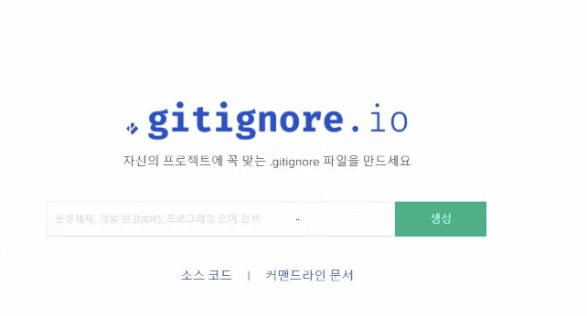 .gitignore.io
자신의 프로젝트에 꼭 맞는 .gitignore 파일을 만드세요
운영체제, 개발 환경(IDE), 프로그래밍 언어 검색
생성
소스 코드 | 커맨드라인 문서